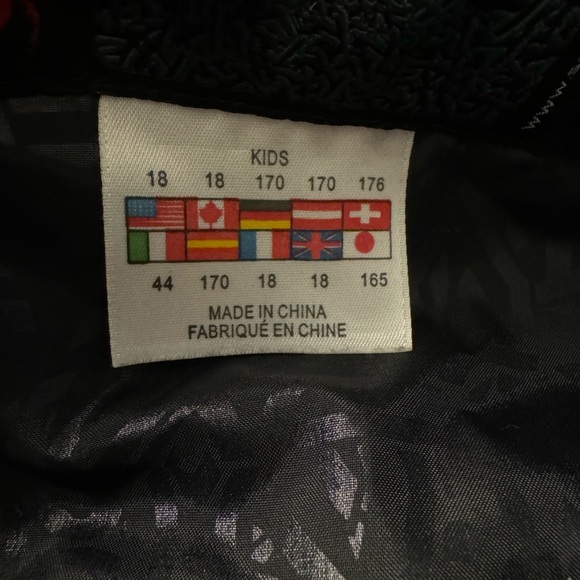 KIDS
18 18 170 170 176
44 170 18 18 165
MADE IN CHINA
FABRIQUÉ EN CHINE